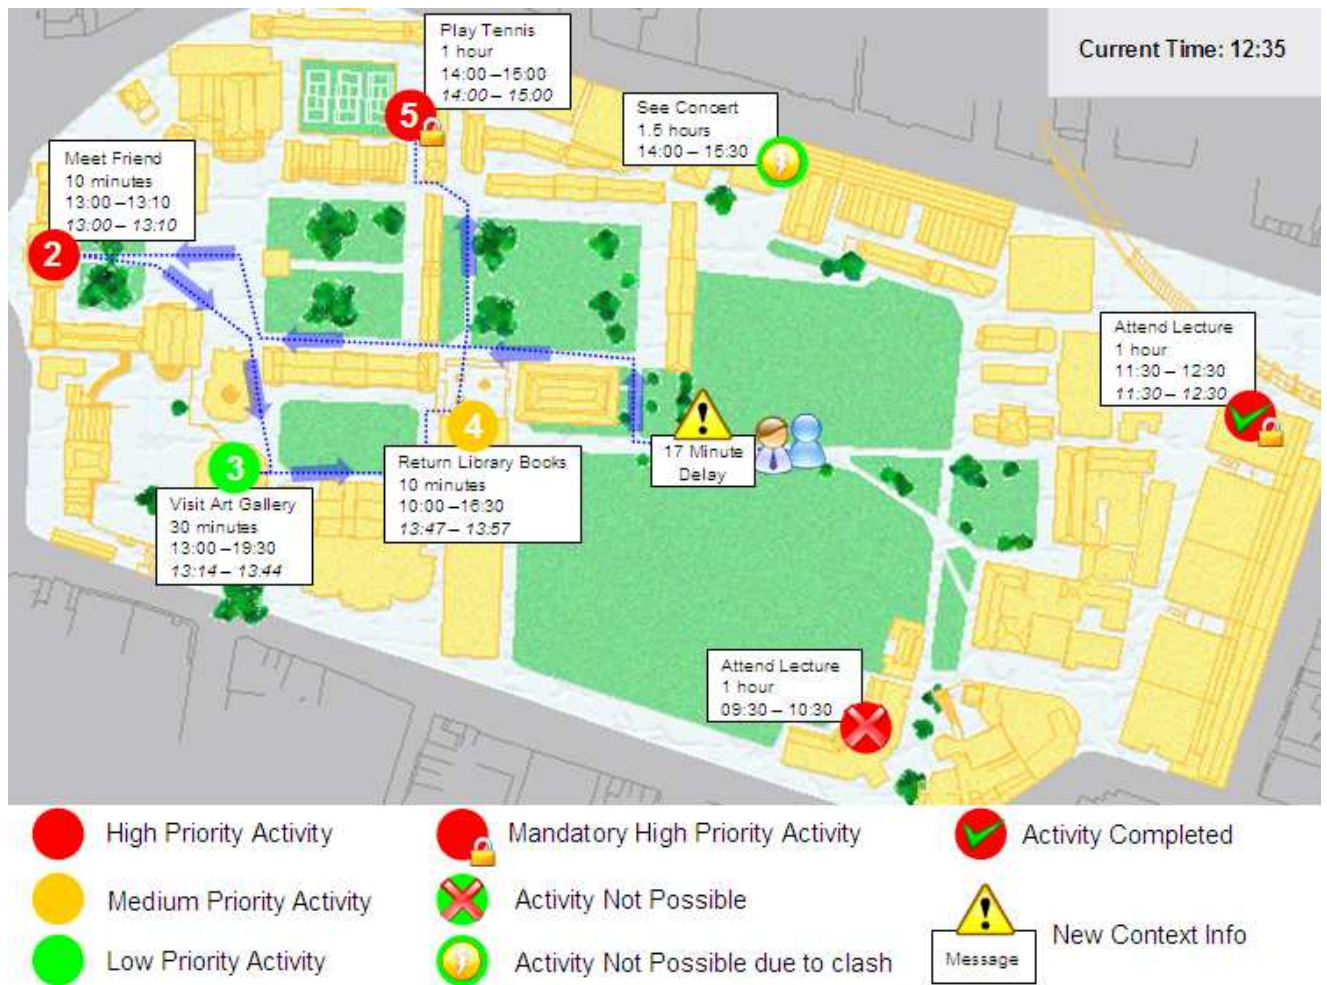 Current Time: 12:35
Play Tennis
1 hour
14:00 –15:00
14:00 – 15:00
5
See Concert
1.5 hours
14:00 – 15:30
Meet Friend
10 minutes
13:00 –13:10
13:00 – 13:10
2
Attend Lecture
1 hour
11:30 – 12:30
11:30 – 12:30
17 Minute
Delay
4
Return Library Books
10 minutes
10:00 –16:30
13:47 – 13:57
3
Visit Art Gallery
30 minutes
13:00 –19:30
13:14 – 13:44
Attend Lecture
1 hour
09:30 – 10:30
High Priority Activity
Mandatory High Priority Activity
Activity Completed
Medium Priority Activity
Activity Not Possible
New Context Info
Message
Low Priority Activity
Activity Not Possible due to clash